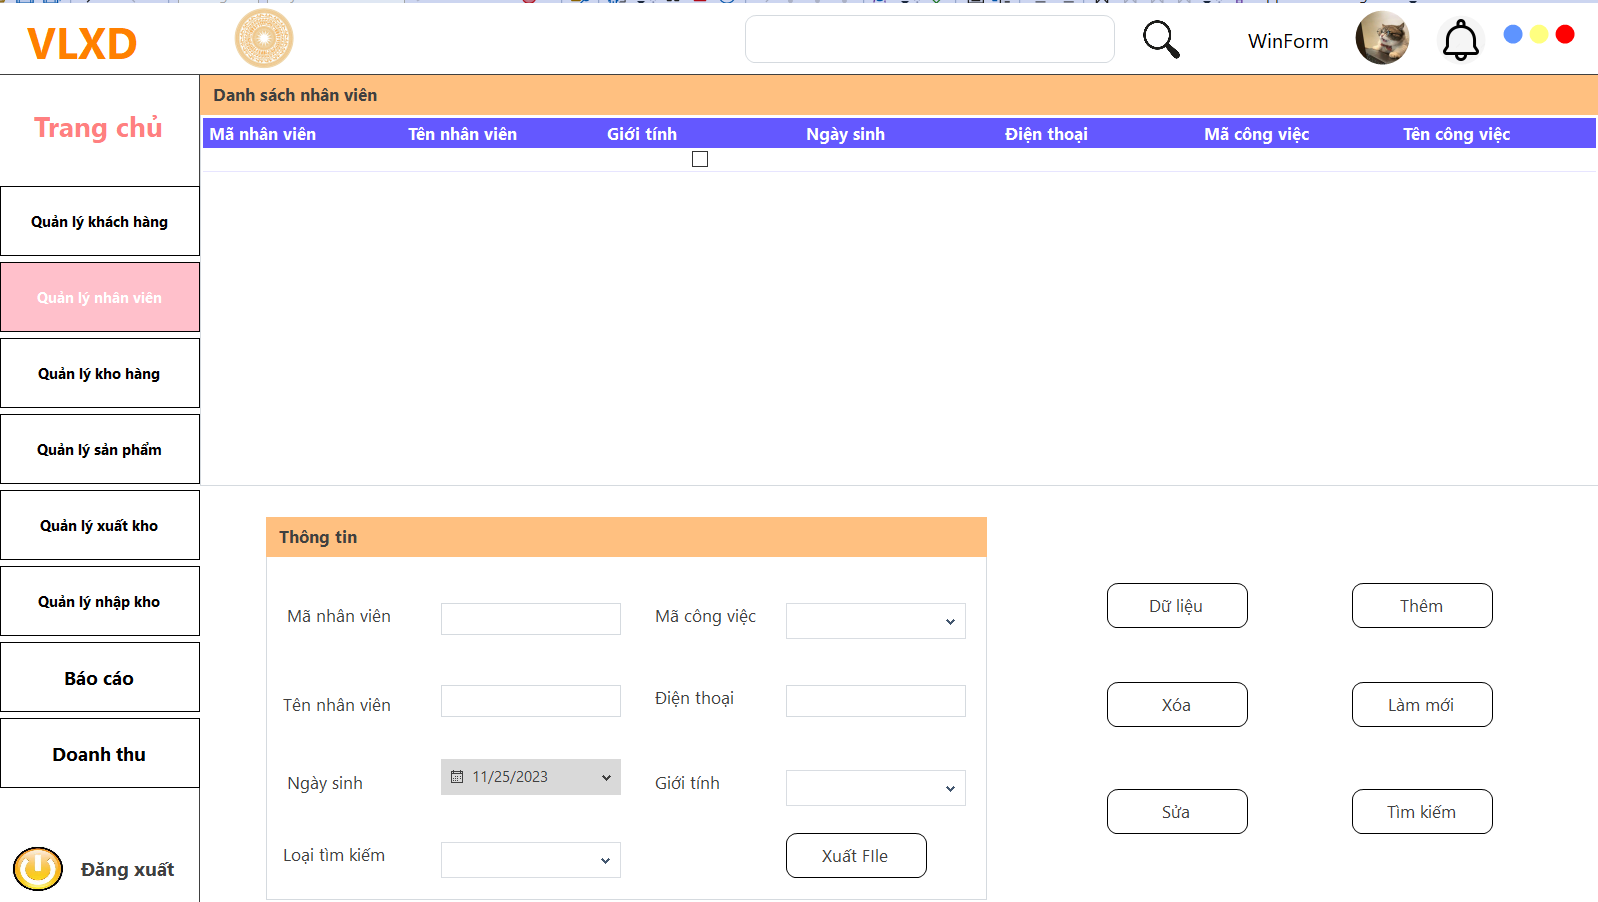 VLXD
WinForm
Trang chủ
Quản lý khách hàng
Quản lý nhân viên
Quản lý kho hàng
Quản lý sản phẩm
Quản lý xuất kho
Quản lý nhập kho
Báo cáo
Doanh thu
Đăng xuất
Danh sách nhân viên
Mã nhân viên Tên nhân viên Giới tính Ngày sinh Điện thoại Mã công việc Tên công việc
Thông tin
Mã nhân viên Mã công việc
Tên nhân viên Điện thoại
Ngày sinh 11/25/2023 Giới tính
Loại tìm kiếm Xuất FIle
Dữ liệu Thêm
Xóa Làm mới
Sửa Tìm kiếm